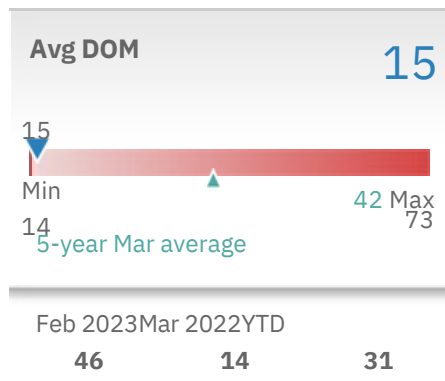 Avg DOM
15
15
Min
42 Max
73
14
5-year Mar average
Feb 2023Mar 2022YTD
46 14 31